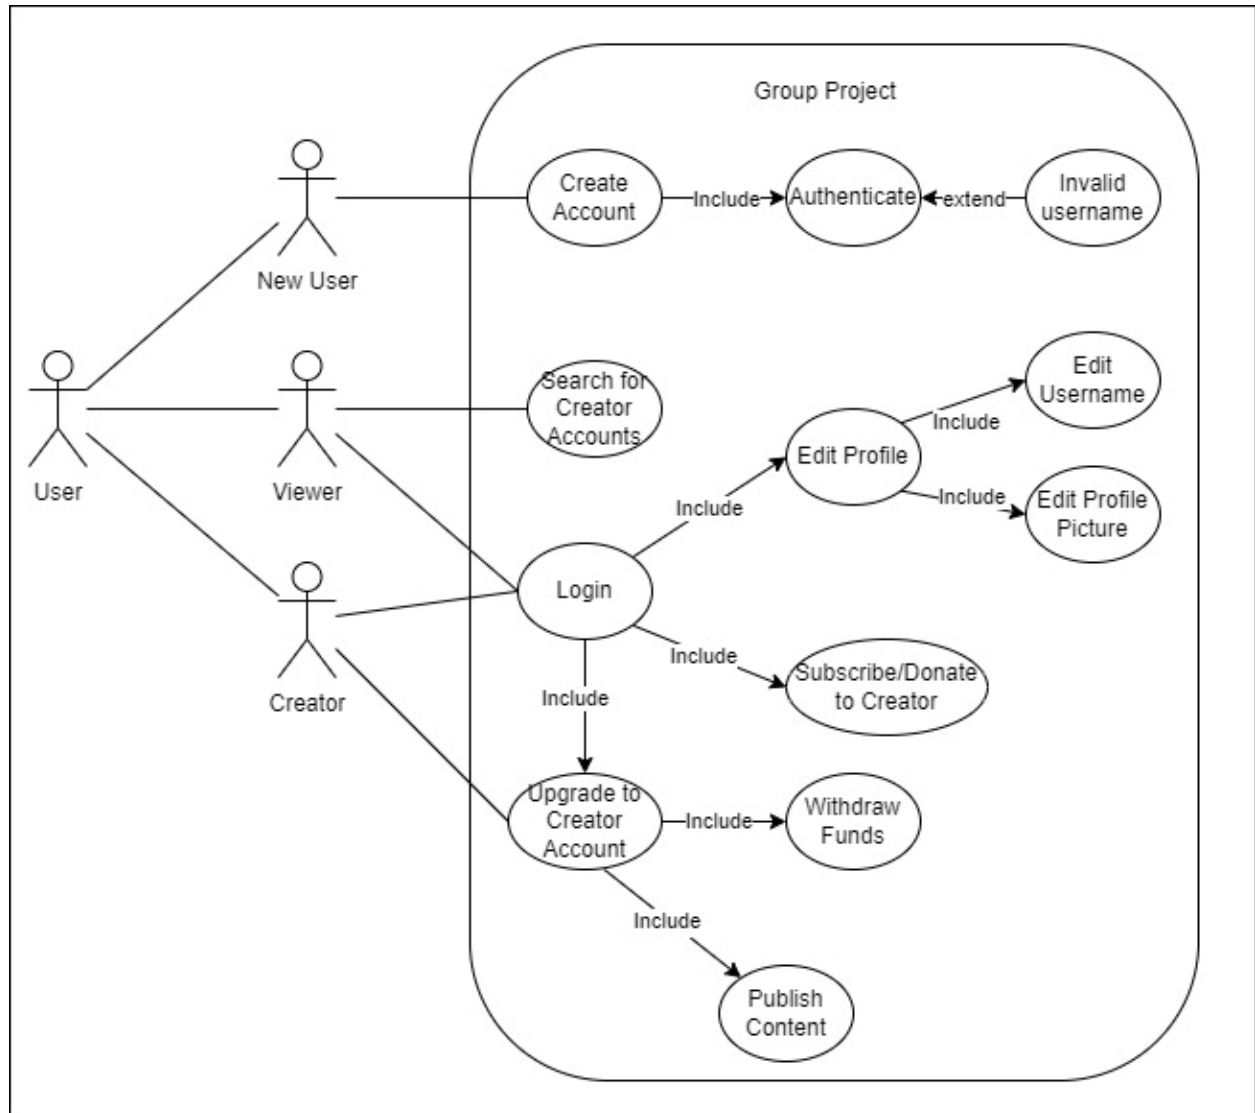 Group Project
Create
Account
Include
Authenticate
extend
Invalid
username
New User
Search for
Creator
Accounts
Edit
Username
Include
Edit Profile
Include
Edit Profile
Picture
User
Viewer
Include
Login
Include
Subscribe/Donate
to Creator
Creator
Include
Upgrade to
Creator
Account
Include
Withdraw
Funds
Include
Publish
Content